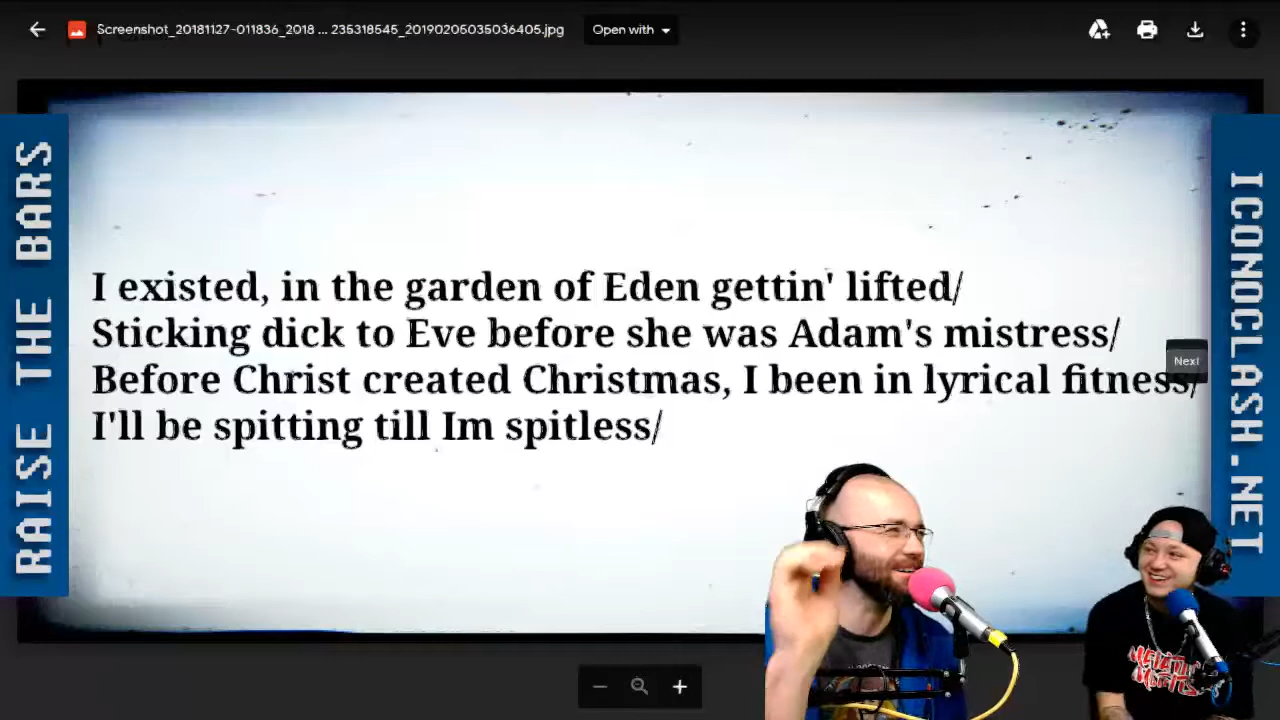 Screenshot_20181127-011836_2018 ... 235318545_20190205035036405.jpg
Open with
RAISE THE BARS
I existed, in the garden of Eden gettin' lifted/
Sticking dick to Eve before she was Adam's mistress/
Before Christ created Christmas, I been in lyrical fitness/
I'll be spitting till Im spitless/
Next
ICONOCLASH.NET